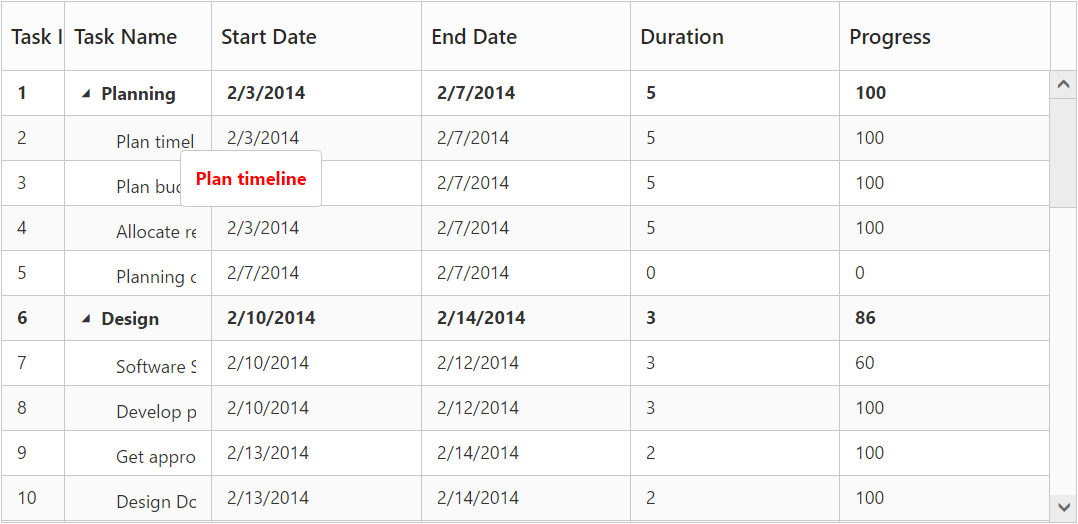 Task I Task Name Start Date End Date Duration Progress
1 Planning 2/3/2014 2/7/2014 5 100
2 Plan timel 2/3/2014 2/7/2014 5 100
Plan timeline
3 Plan 2/7/2014 5 100
4 Allocate re 2/3/2014 2/7/2014 5 100
5 Planning c 2/7/2014 2/7/2014 0 0
6 Design 2/10/2014 2/14/2014 3 86
7 Software S 2/10/2014 2/12/2014 3 60
8 Develop p 2/10/2014 2/12/2014 3 100
9 Get appro 2/13/2014 2/14/2014 2 100
10 Design Do 2/13/2014 2/14/2014 2 100